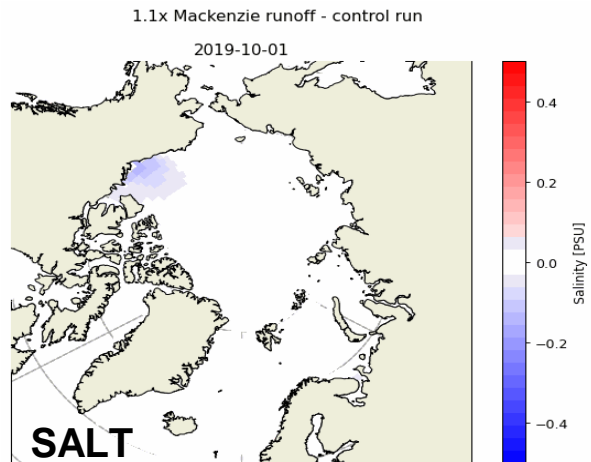 1.1x Mackenzie runoff - control run
2019-10-01
0.4
0.2
0.0
−0.2
−0.4
Salinity [PSU]
SALT